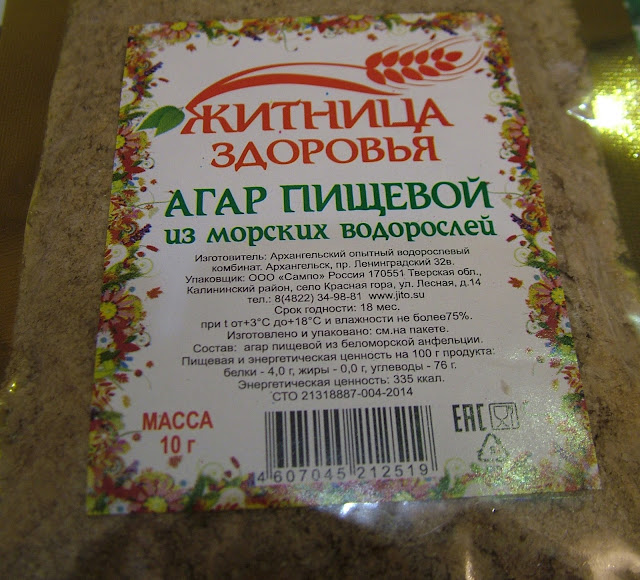 ЖИТНИЦА
ЗДОРОВЬЯ
АГАР ПИЩЕВОЙ
из морских водорослей
Изготовитель: Архангельский опытный водорослевый
комбинат. Архангельск, пр. Ленинградский 32в.
Упаковщик: ООО «Сампо» Россия 170551 Тверская обл.,
Калининский район, село Красная гора, ул. Лесная, д.14
тел.: 8(4822) 34-98-81 www.jito.su
Срок годности: 18 мес.
при t от+3°С до+18°С и влажности не более75%.
Изготовлено и упаковано: см.на пакете.
Состав: агар пищевой из беломорской анфельции.
Пищевая и энергетическая ценность на 100 г продукта:
белки - 4,0 г, жиры - 0,0 г, углеводы - 76 г.
Энергетическая ценность: 335 ккал.
СТО 21318887-004-2014
МАССА
10 г
EAC
4 607045 212519